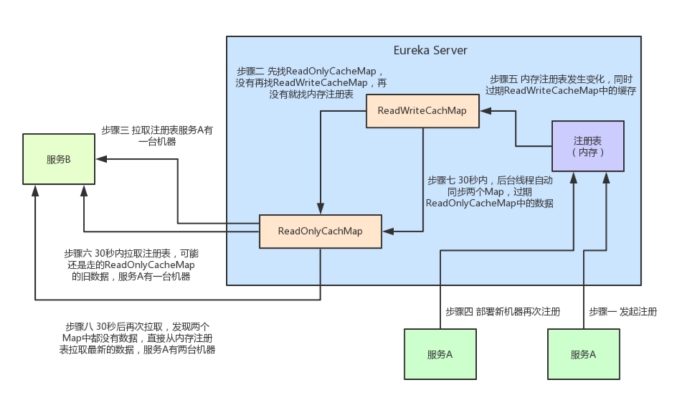 Eureka Server
步骤二 先找ReadOnlyCacheMap，
没有再找ReadWriteCacheMap，再
没有就找内存注册表
步骤五 内存注册表发生变化，同时
过期ReadWriteCacheMap中的缓存
ReadWriteCachMap
注册表
（内存）
步骤三 拉取注册表服务A有
一台机器
服务B
步骤七 30秒内，后台线程自动
同步两个Map，过期
ReadOnlyCacheMap中的数据
ReadOnlyCachMap
步骤六 30秒内拉取注册表，可能
还是走的ReadOnlyCacheMap
的旧数据，服务A有一台机器
步骤四 部署新机器再次注册
步骤一 发起注册
步骤八 30秒后再次拉取，发现两个
Map中都没有数据，直接从内存注册
表拉取最新的数据，服务A有两台机器
服务A
服务A